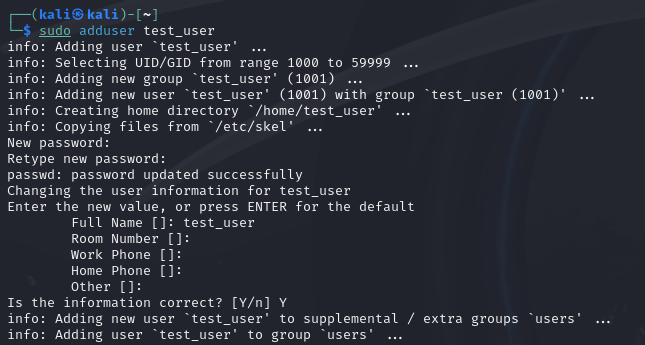 ┌──(kali㉿kali)-[~]
└─$ sudo adduser test_user
info: Adding user `test_user' ...
info: Selecting UID/GID from range 1000 to 59999 ...
info: Adding new group `test_user' (1001) ...
info: Adding new user `test_user' (1001) with group `test_user (1001)' ...
info: Creating home directory `/home/test_user' ...
info: Copying files from `/etc/skel' ...
New password:
Retype new password:
passwd: password updated successfully
Changing the user information for test_user
Enter the new value, or press ENTER for the default
        Full Name []: test_user
        Room Number []:
        Work Phone []:
        Home Phone []:
        Other []:
Is the information correct? [Y/n] Y
info: Adding new user `test_user' to supplemental / extra groups `users' ...
info: Adding user `test_user' to group `users' ...